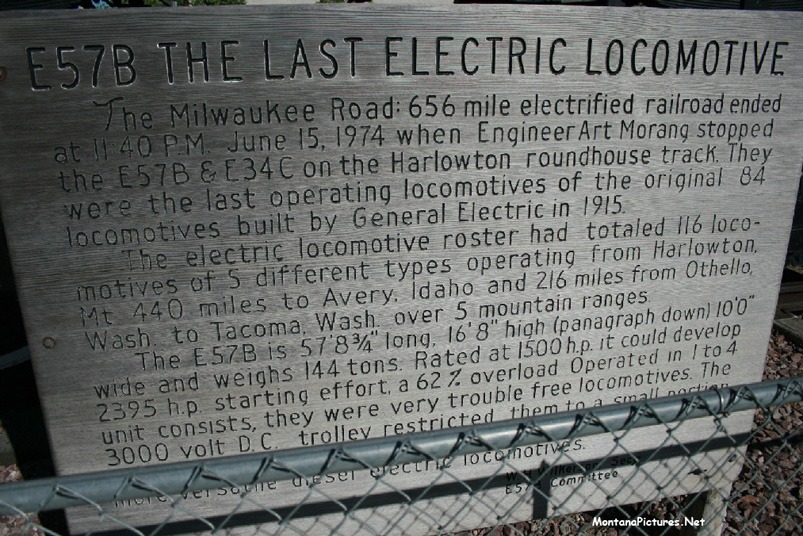 E57B THE LAST ELECTRIC LOCOMOTIVE
The Milwaukee Road: 656 mile electrified railroad ended
at 11:40 P.M. June 15, 1974 when Engineer Art Morang stopped
the E57B & E34C on the Harlowton roundhouse track. They
were the last operating locomotives of the original 84
locomotives built by General Electric in 1915.
The electric locomotive roster had totaled 116 loco-
motives of 5 different types operating from Harlowton,
Mt 440 miles to Avery, Idaho and 216 miles from Othello,
Wash. to Tacoma, Wash. over 5 mountain ranges.
The E57B is 57'8¾" long, 16'8" high (panagraph down) 10'0"
wide and weighs 144 tons. Rated at 1500 h.p. it could develop
2395 h.p. starting effort, a 62% overload Operated in 1 to 4
unit consists, they were very trouble free locomotives. The
3000 volt D.C. trolley restricted them to a small portion
more versatile diesel electric locomotives.
E57B Committee
MontanaPictures.Net